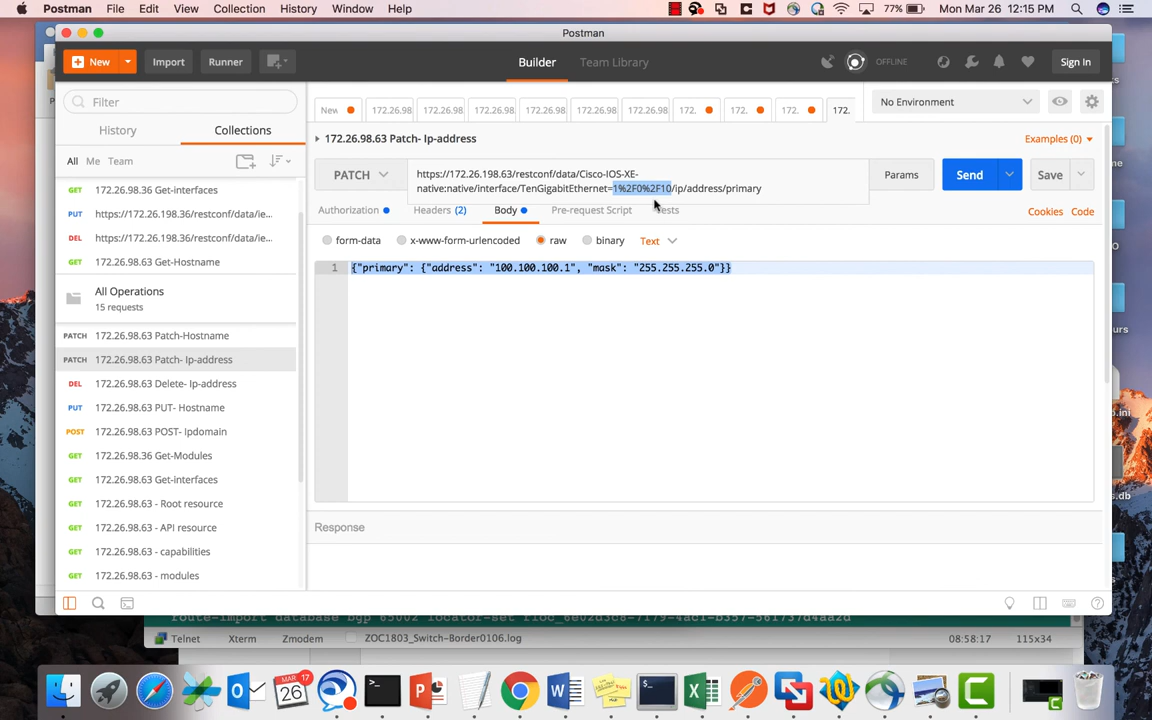 Postman File Edit View Collection History Window Help 77% Mon Mar 26 12:15 PM
Postman
New Import Runner Builder Team Library OFFLINE Sign In
Filter
History Collections
All Me Team
172.26.98.36 Get-interfaces
PUT https://172.26.198.36/restconf/data/ie...
DEL https://172.26.198.36/restconf/data/ie...
GET 172.26.98.63 Get-Hostname
All Operations
15 requests
PATCH 172.26.98.63 Patch-Hostname
PATCH 172.26.98.63 Patch- Ip-address
DEL 172.26.98.63 Delete- Ip-address
PUT 172.26.98.63 PUT- Hostname
POST 172.26.98.63 POST- Ipdomain
GET 172.26.98.63 Get-Modules
GET 172.26.98.63 Get-interfaces
GET 172.26.98.63 - Root resource
GET 172.26.98.63 - API resource
GET 172.26.98.63 - capabilities
GET 172.26.98.63 - modules
New 172.26.98 172.26.98 172.26.98. 172.26.98 172.26.98 172.26.98 172. 172. 172. 172.
No Environment
172.26.98.63 Patch- Ip-address Examples (0)
PATCH
https://172.26.198.63/restconf/data/Cisco-IOS-XE-
native:native/interface/TenGigabitEthernet=1%2F0%2F10/ip/address/primary
Params Send Save
Authorization Headers (2) Body Pre-request Script Tests Cookies Code
form-data x-www-form-urlencoded raw binary Text
1 {"primary": {"address": "100.100.100.1", "mask": "255.255.255.0"}}
Response
route-import database bgp 65002 locator-set
Telnet Xterm Zmodem ZOC1803_Switch-Border0106.log 08:58:17 115x34
MAR 17
26